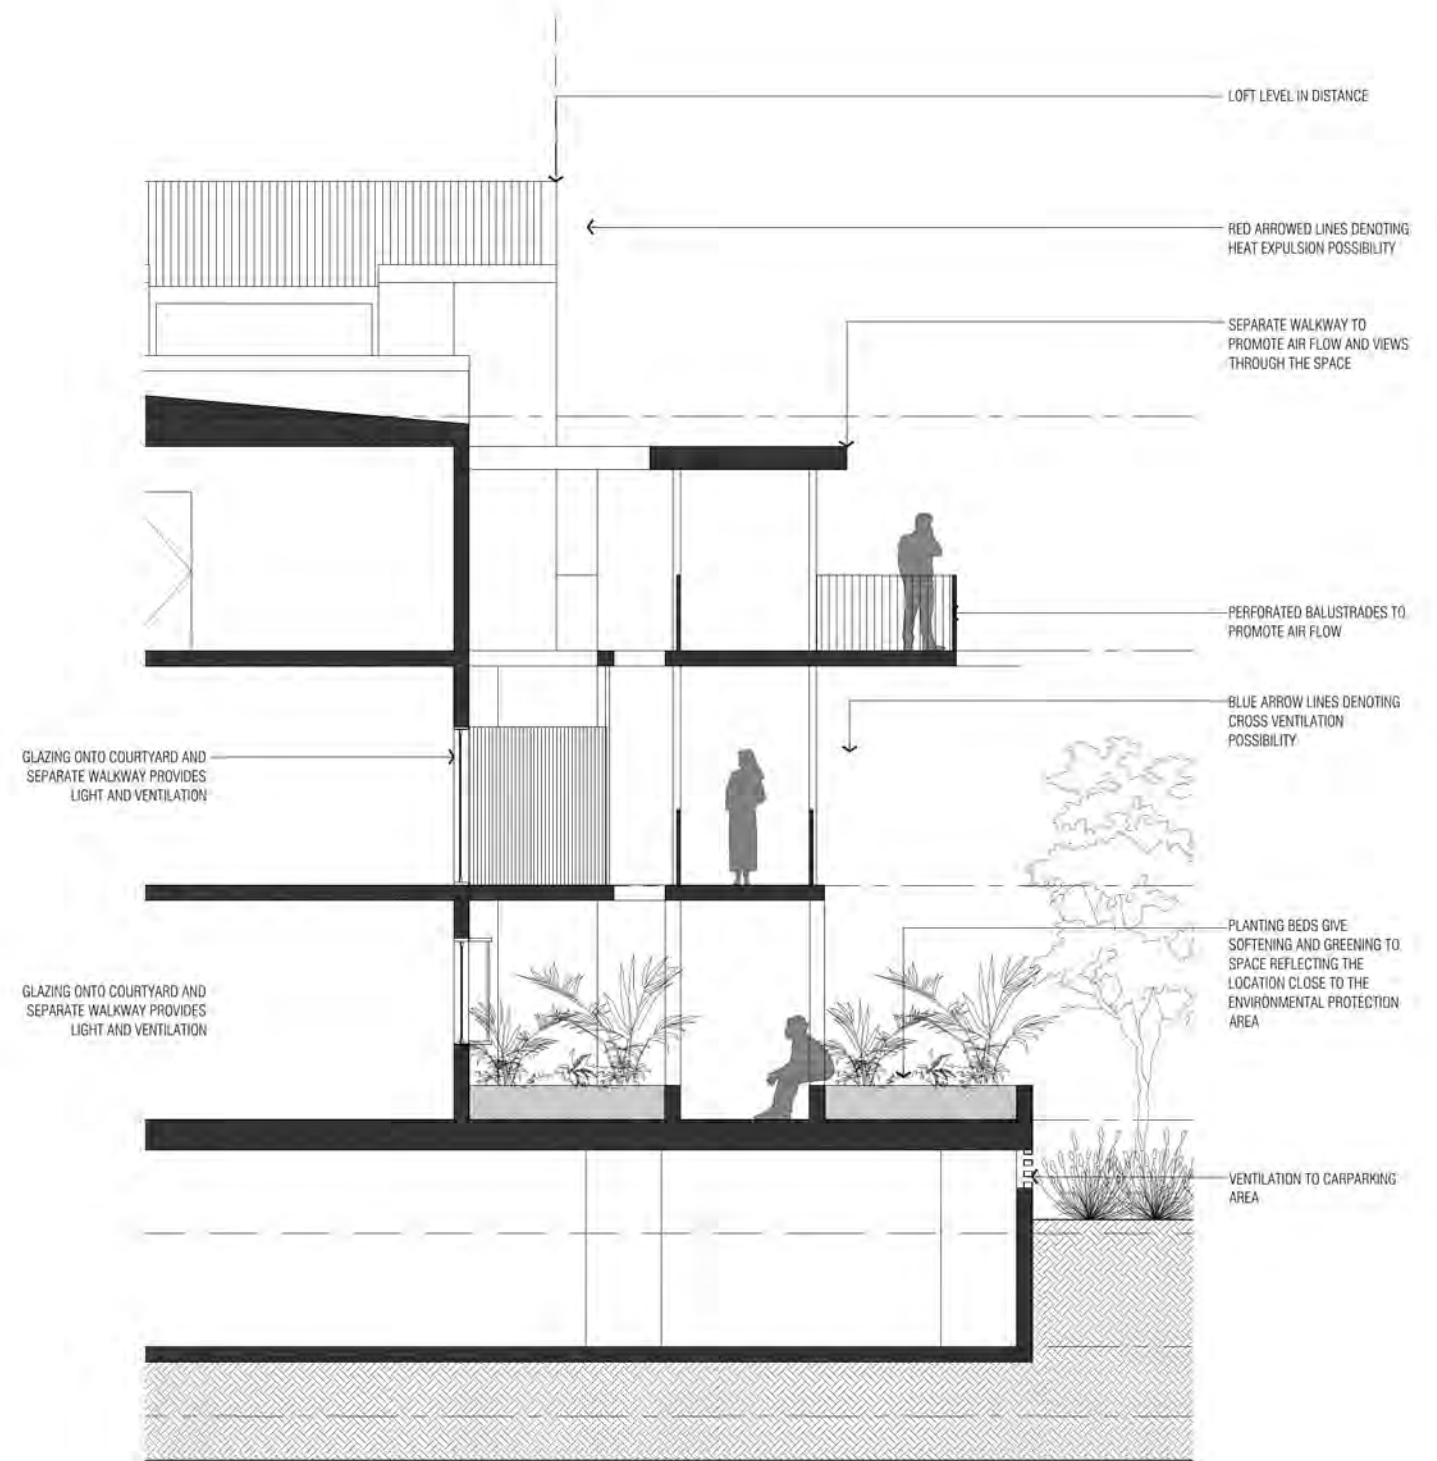 LOFT LEVEL IN DISTANCE
RED ARROWED LINES DENOTING
HEAT EXPULSION POSSIBILITY
SEPARATE WALKWAY TO
PROMOTE AIR FLOW AND VIEWS
THROUGH THE SPACE
PERFORATED BALUSTRADES TO
PROMOTE AIR FLOW
BLUE ARROW LINES DENOTING
CROSS VENTILATION
POSSIBILITY
GLAZING ONTO COURTYARD AND
SEPARATE WALKWAY PROVIDES
LIGHT AND VENTILATION
PLANTING BEDS GIVE
SOFTENING AND GREENING TO
SPACE REFLECTING THE
LOCATION CLOSE TO THE
ENVIRONMENTAL PROTECTION
AREA
GLAZING ONTO COURTYARD AND
SEPARATE WALKWAY PROVIDES
LIGHT AND VENTILATION
VENTILATION TO CARPARKING
AREA